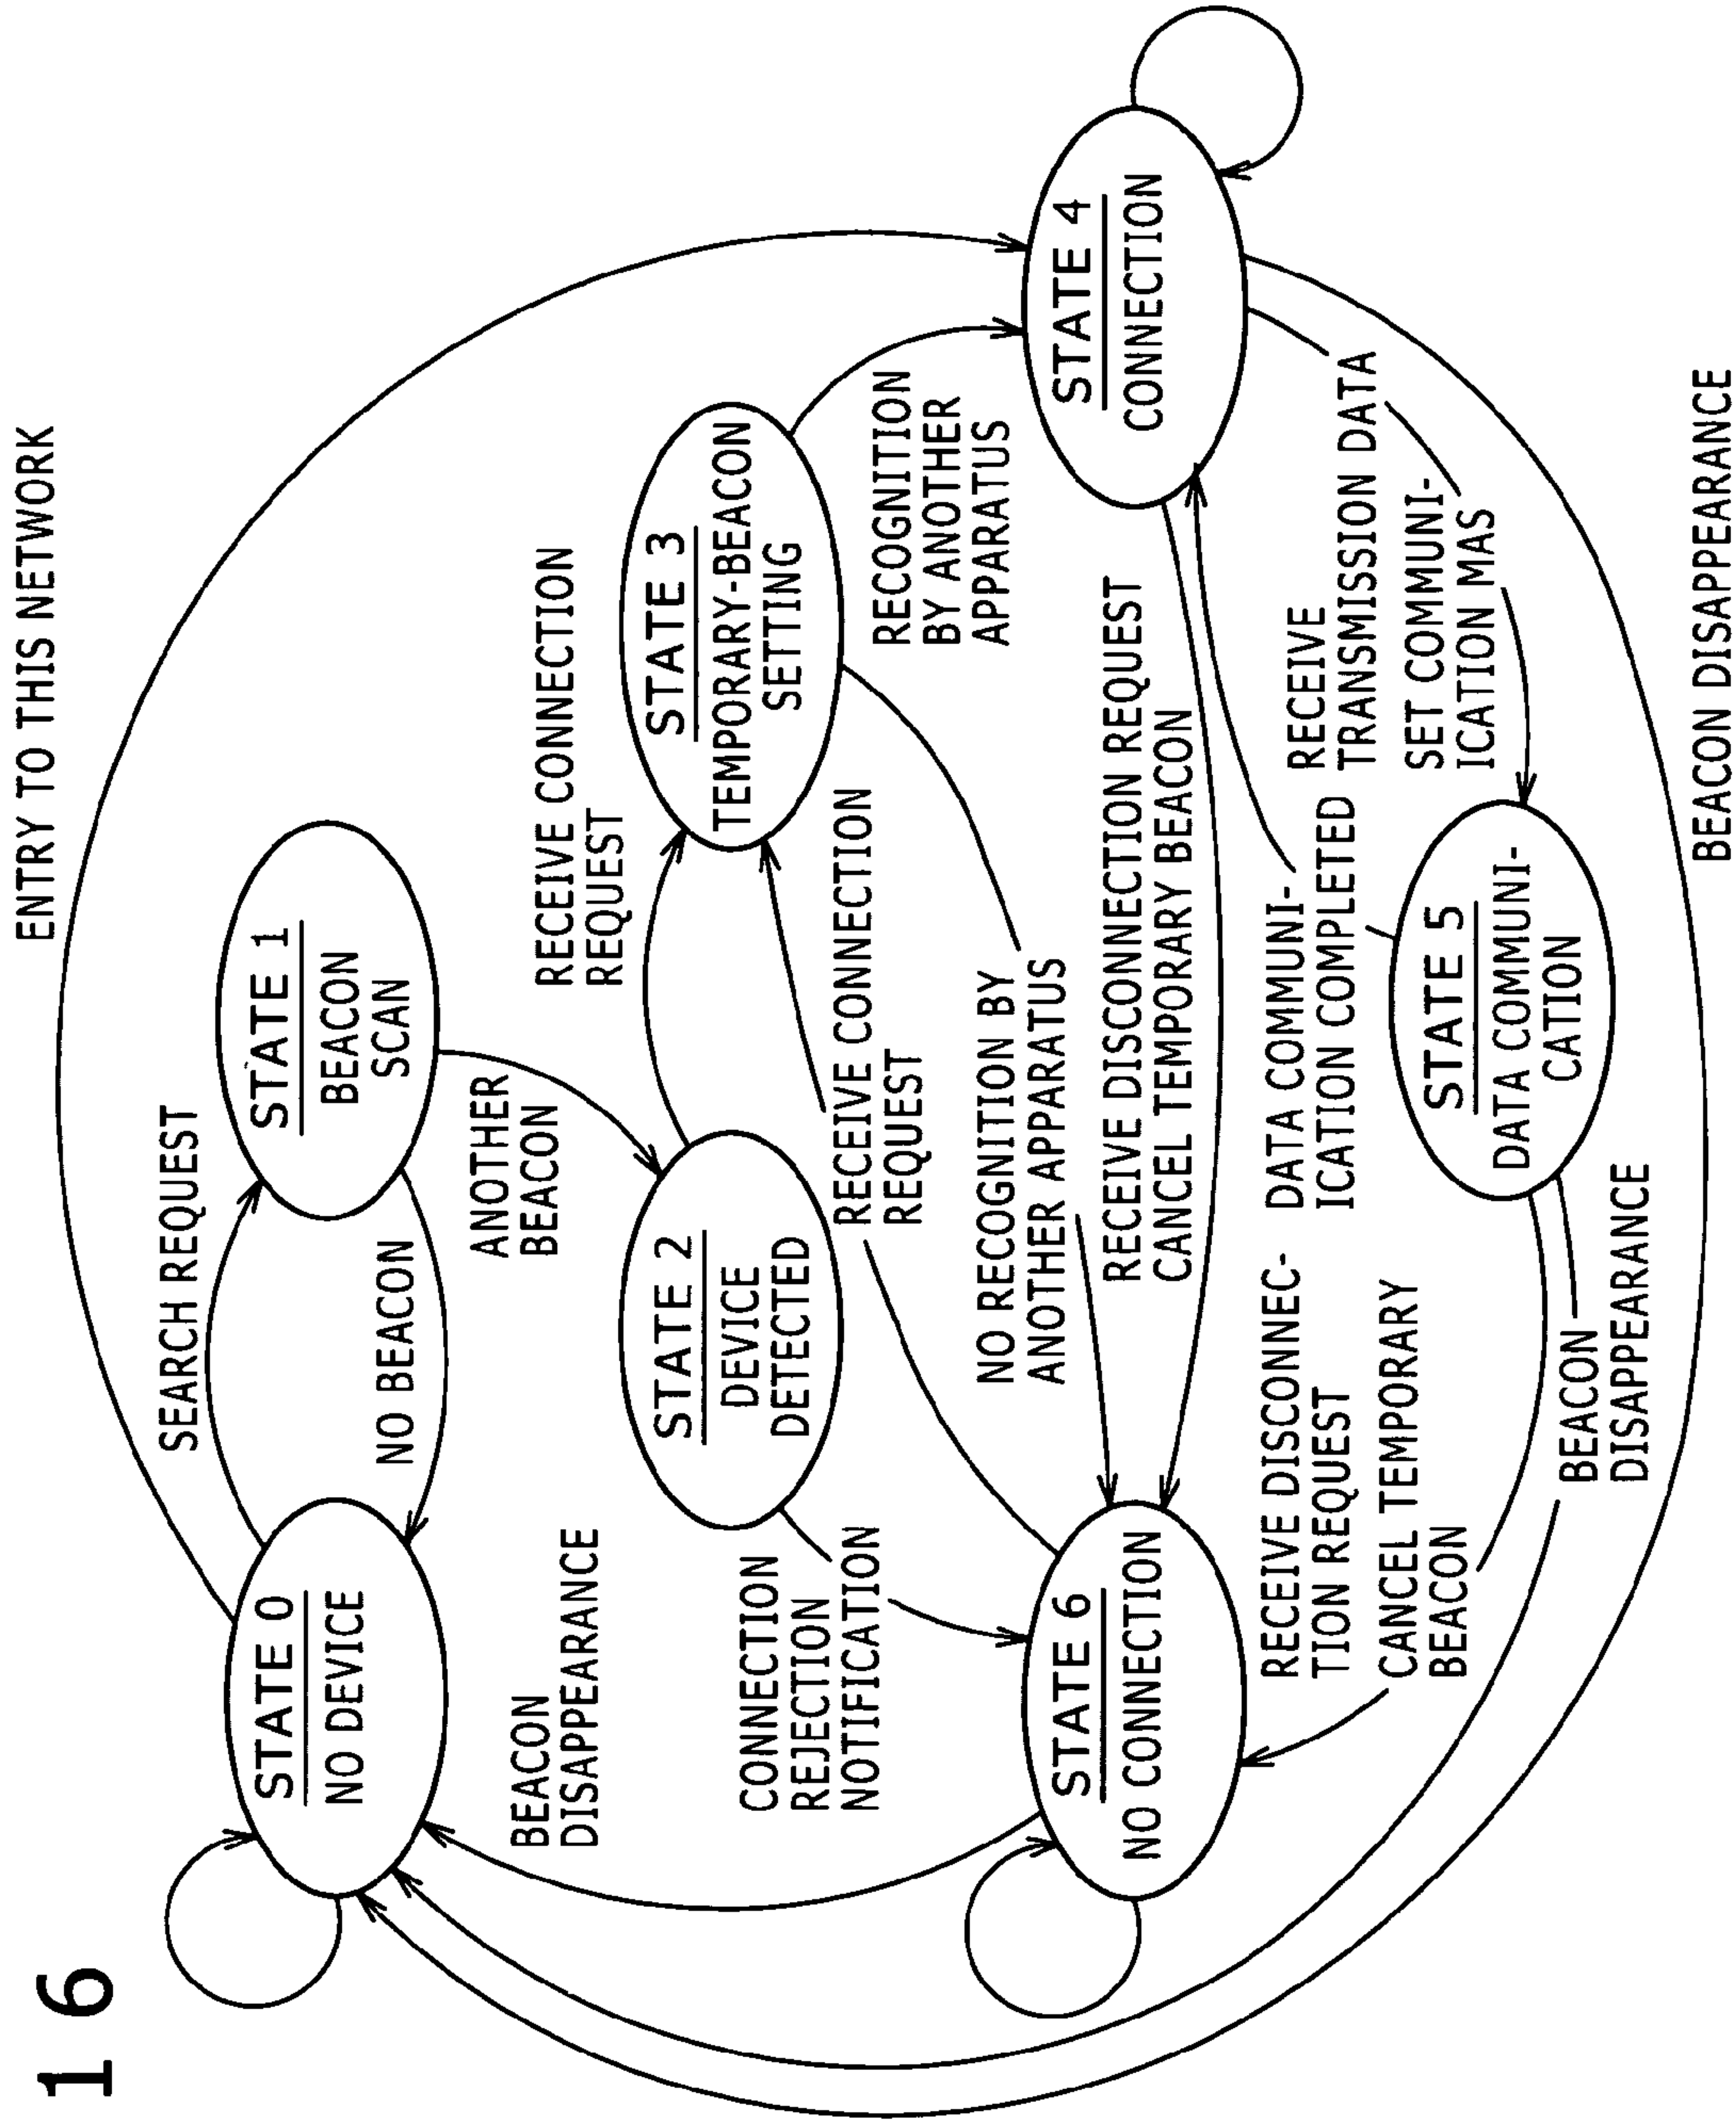 16
ENTRY TO THIS NETWORK
SEARCH REQUEST
STATE 0
NO DEVICE
STATE 1
BEACON
SCAN
NO BEACON
ANOTHER
BEACON
RECEIVE CONNECTION
REQUEST
BEACON
DISAPPEARANCE
STATE 2
DEVICE
DETECTED
STATE 3
TEMPORARY-BEACON
SETTING
CONNECTION
REJECTION
NOTIFICATION
RECEIVE CONNECTION
REQUEST
RECOGNITION
BY ANOTHER
APPARATUS
NO RECOGNITION BY
ANOTHER APPARATUS
STATE 6
NO CONNECTION
RECEIVE DISCONNECTION REQUEST
CANCEL TEMPORARY BEACON
STATE 4
CONNECTION
RECEIVE DISCONNEC-
TION REQUEST
CANCEL TEMPORARY
BEACON
DATA COMMUNI-
ICATION COMPLETED
RECEIVE
TRANSMISSION DATA
SET COMMUNI-
ICATION MAS
STATE 5
DATA COMMUNI-
CATION
BEACON
DISAPPEARANCE
BEACON DISAPPEARANCE